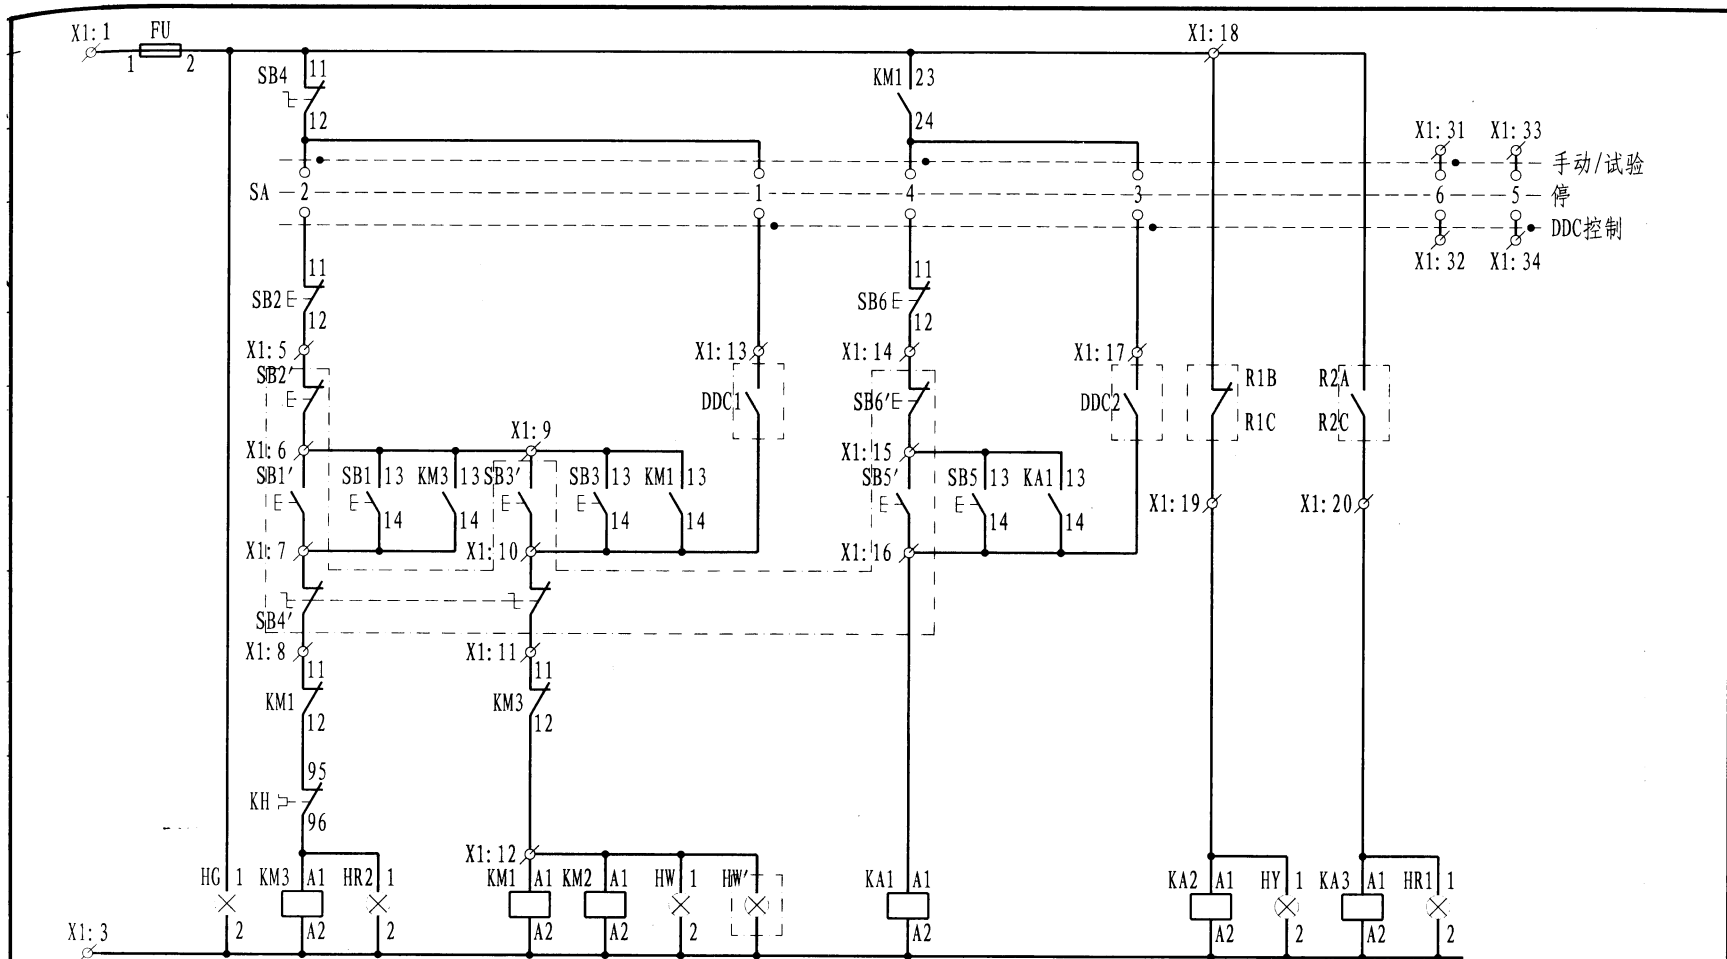 X1:1 FU X1:18
1 2
SB4 11 KM1 23
12 24
X1:31 X1:33
手动/试验
SA 2 1 4 3 6 5 停
DDC控制
X1:32 X1:34
11 11
SB2 SB6
12 12
X1:5 X1:13 X1:14 X1:17
SB2' R1B R2A
DDC1 SB6' DDC2
R1C R2C
X1:9
X1:6 X1:15
SB1' SB1 13 KM3 13 SB3' SB3 13 KM1 13 SB5' SB5 13 KA1 13
X1:19 X1:20
14 14 14 14 14 14
X1:7 X1:10 X1:16
SB4'
X1:8 X1:11
11 11
KM1 KM3
12 12
95
KH
96
X1:12
HG 1 KM3 A1 HR2 1 KM1 A1 KM2 A1 HW 1 HW' KA1 A1 KA2 A1 HY 1 KA3 A1 HR1 1
2 A2 2 A2 A2 2 A2 A2 2 A2 2
X1:3